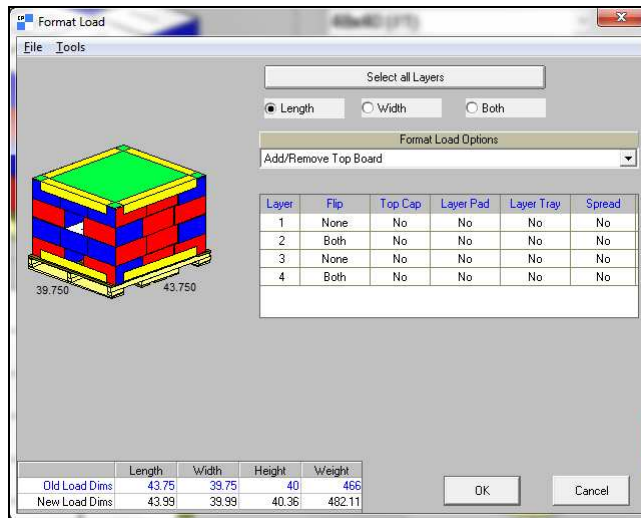 CP Format Load
48x40 (FT)
File Tools
Select all Layers
Length Width Both
Format Load Options
Add/Remove Top Board
Layer Flip Top Cap Layer Pad Layer Tray Spread
1 None No No No No
2 Both No No No No
3 None No No No No
4 Both No No No No
39.750 43.750
Length Width Height Weight
Old Load Dims 43.75 39.75 40 466
New Load Dims 43.99 39.99 40.36 482.11
OK Cancel